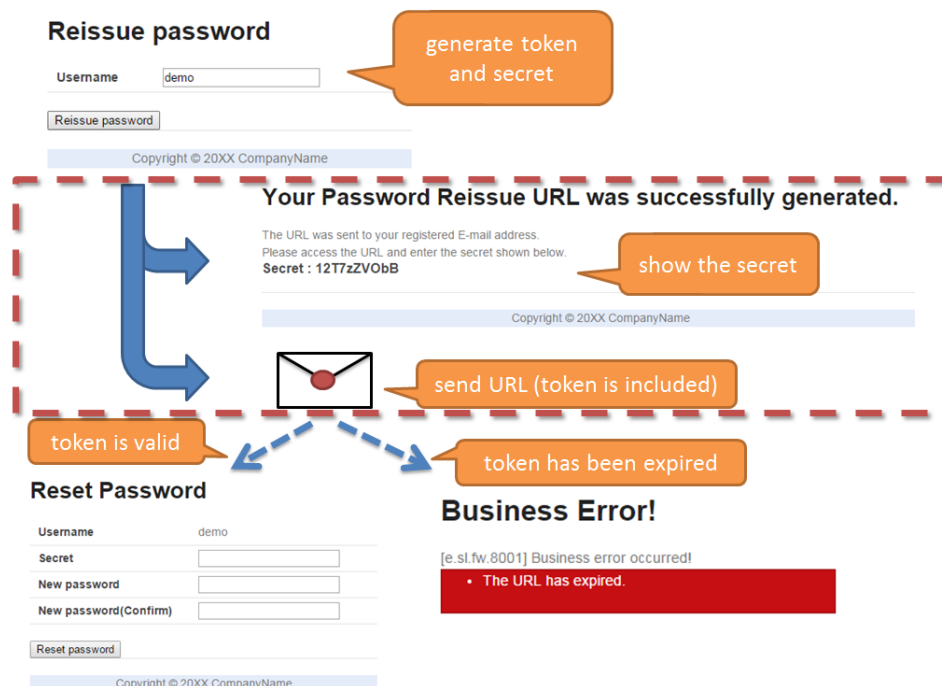 Reissue password
generate token
and secret
Username
demo
Reissue password
Copyright © 20XX CompanyName
Your Password Reissue URL was successfully generated.
The URL was sent to your registered E-mail address.
Please access the URL and enter the secret shown below.
Secret : 12T7zZVObB
show the secret
Copyright © 20XX CompanyName
send URL (token is included)
token is valid
token has been expired
Reset Password
Username
demo
Secret
New password
New password(Confirm)
Reset password
Copyright © 20XX CompanyName
Business Error!
[e.sl.fw.8001] Business error occurred!
• The URL has expired.